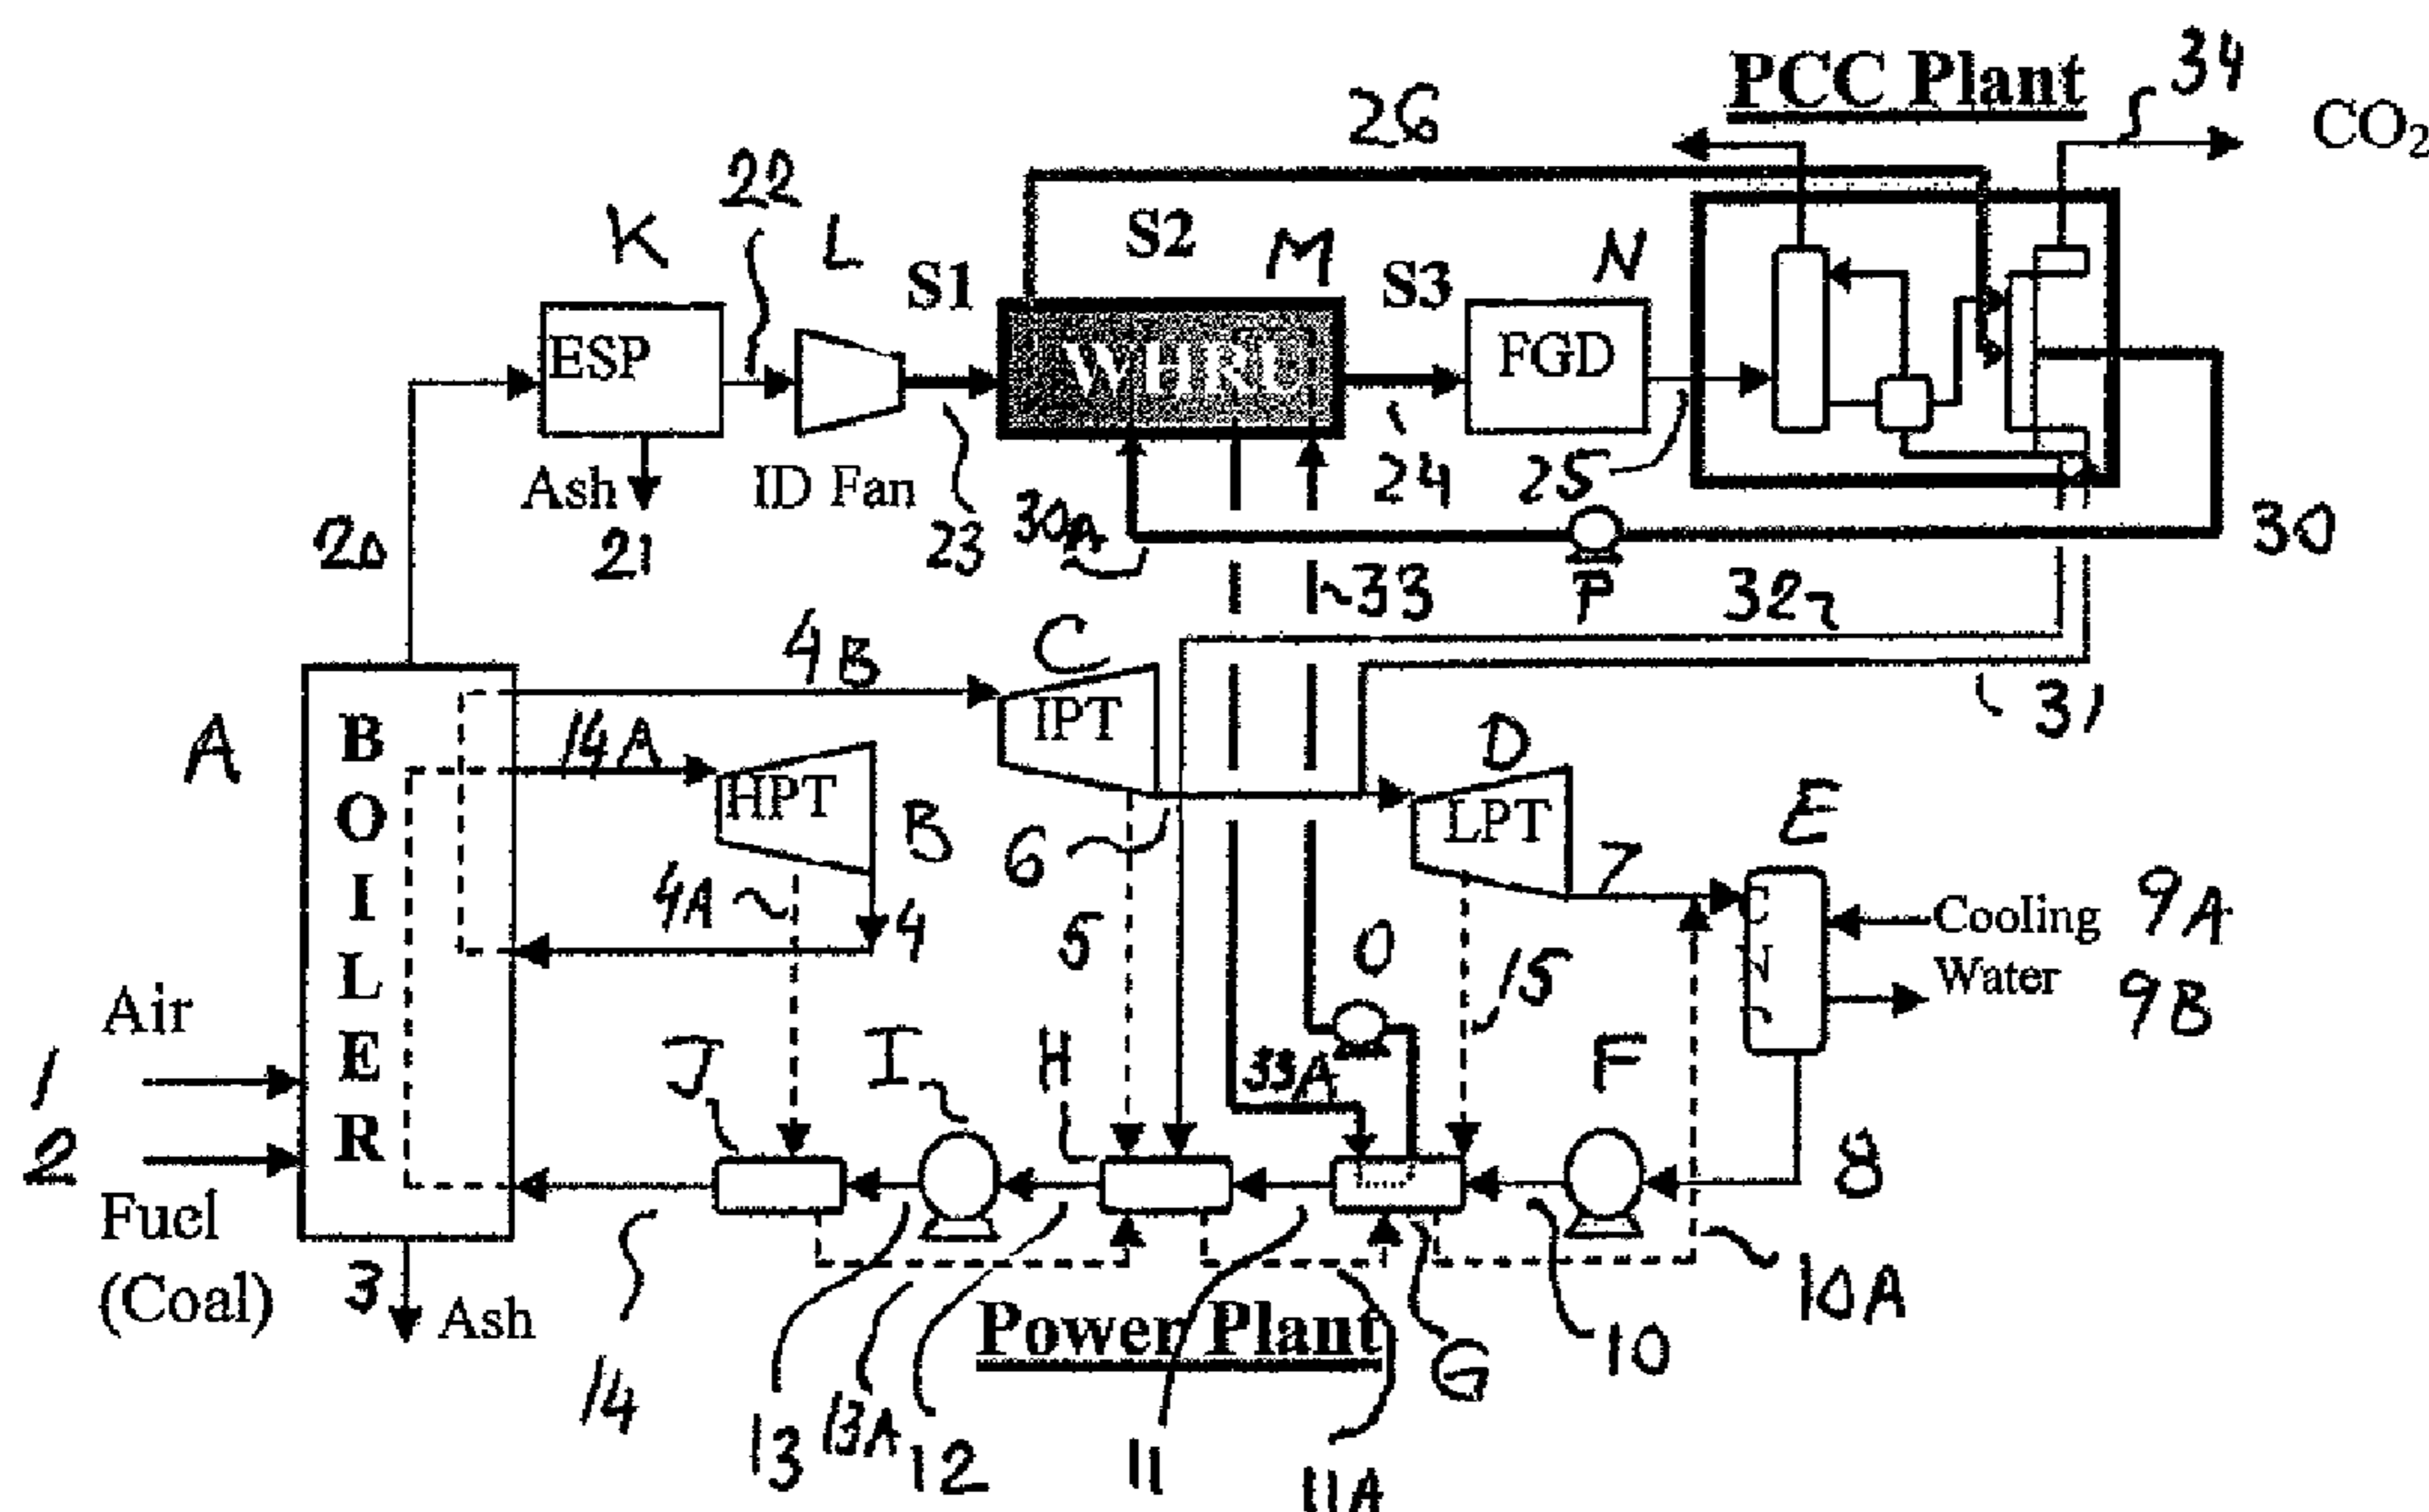 34
PCC Plant
CO₂
26
22
K
L
S1
S2
M
S3
N
ESP
WHRU
FGD
Ash
ID Fan
20
21
23
30A
24
25
30
33
P
32
4B
C
31
A
BOILER
14A
IPT
HPT
D
B
LPT
E
6
7
4A
4
5
O
15
Cooling
Water
9A
9B
Air
1
J
I
H
33A
F
2
8
Fuel
(Coal)
3
Ash
Power Plant
10A
14
13
13A
12
11
11A
G
10
CNC